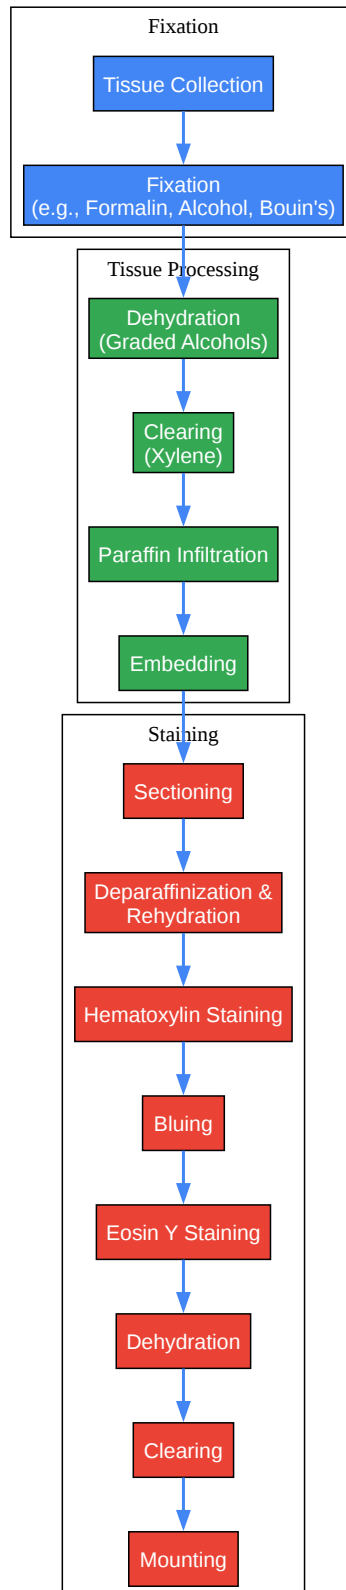 Fixation
Tissue Collection
Fixation
(e.g., Formalin, Alcohol, Bouin's)
Tissue Processing
Dehydration
(Graded Alcohols)
Clearing
(Xylene)
Paraffin Infiltration
Embedding
Staining
Sectioning
Deparaffinization &
Rehydration
Hematoxylin Staining
Bluing
Eosin Y Staining
Dehydration
Clearing
Mounting